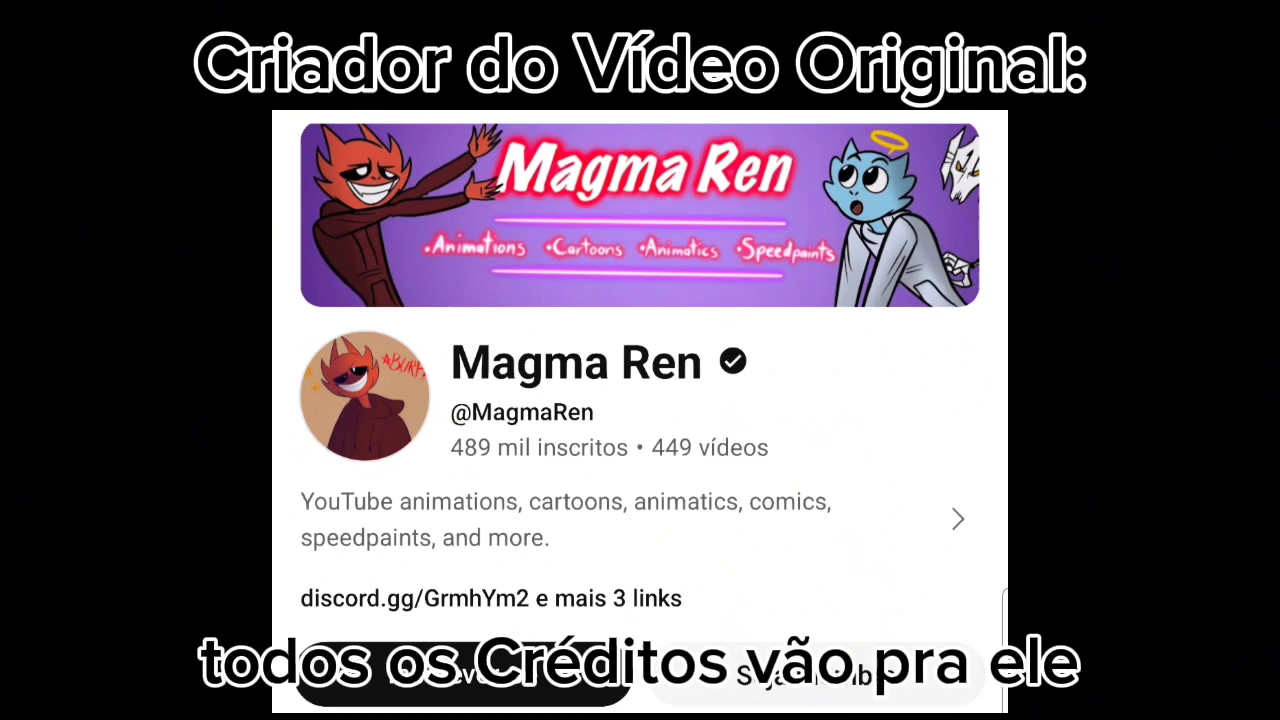 Criador do Vídeo Original:
Magma Ren
•Animations •Cartoons •Animatics •Speedpaints
Magma Ren
@MagmaRen
489 mil inscritos • 449 vídeos
YouTube animations, cartoons, animatics, comics,
speedpaints, and more.
discord.gg/GrmhYm2 e mais 3 links
todos os Créditos vão pra ele